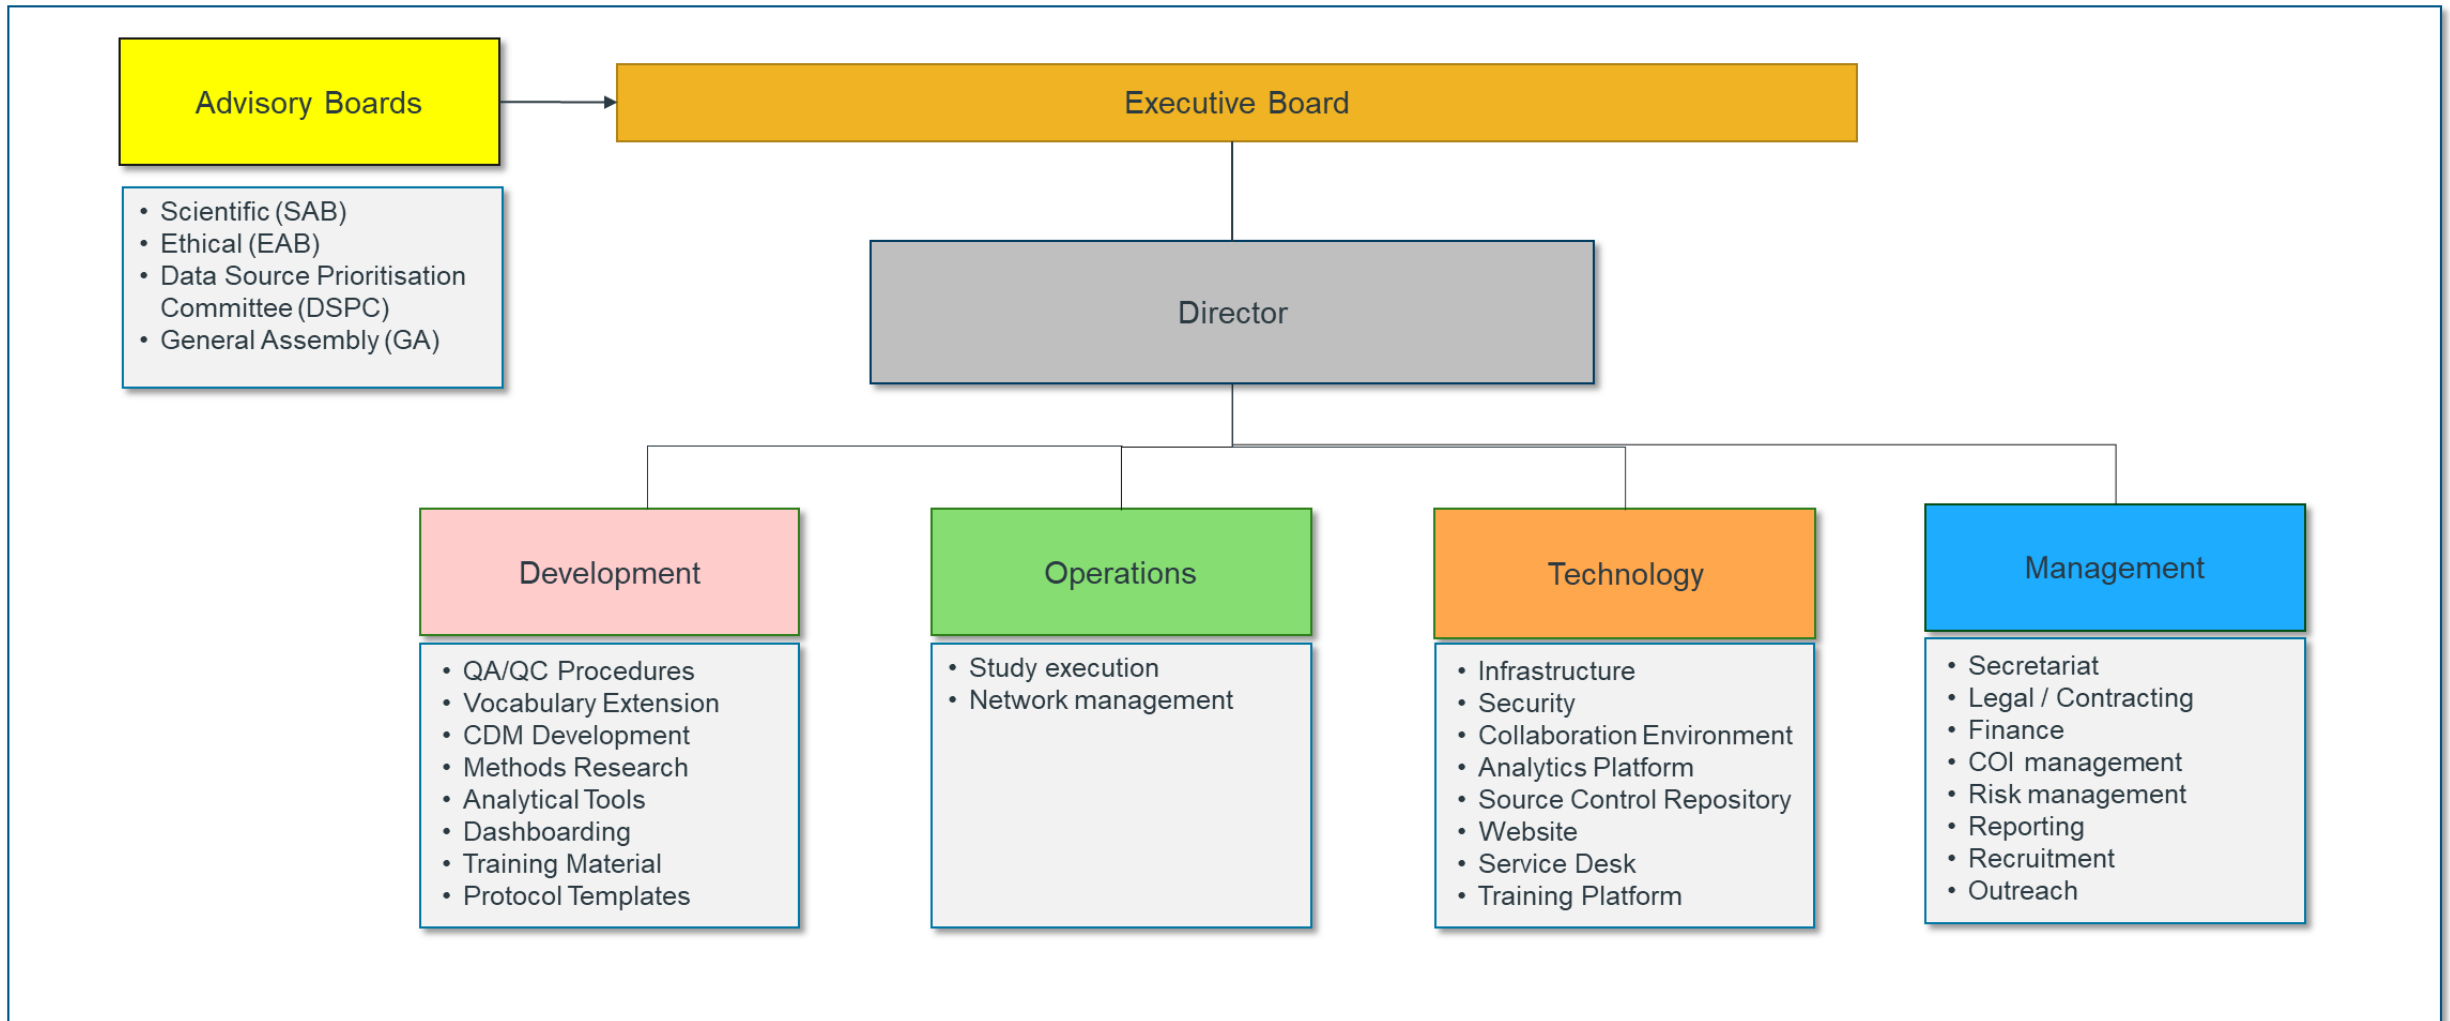 Advisory Boards
Executive Board
• Scientific (SAB)
• Ethical (EAB)
• Data Source Prioritisation
Committee (DSPC)
• General Assembly (GA)
Director
Development
• QA/QC Procedures
• Vocabulary Extension
• CDM Development
• Methods Research
• Analytical Tools
• Dashboarding
• Training Material
• Protocol Templates
Operations
• Study execution
• Network management
Technology
• Infrastructure
• Security
• Collaboration Environment
• Analytics Platform
• Source Control Repository
• Website
• Service Desk
• Training Platform
Management
• Secretariat
• Legal / Contracting
• Finance
• COI management
• Risk management
• Reporting
• Recruitment
• Outreach